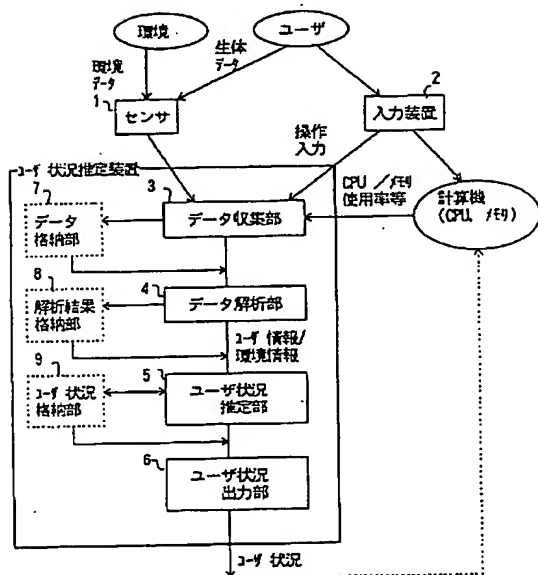 環境
ユーザ
環境
データ
生体
データ
1
センサ
2
入力装置
操作
入力
ユーザ 状況推定装置
7
データ
格納部
3
データ収集部
CPU /メモリ
使用率等
計算機
(CPU, メモリ)
8
解析結果
格納部
4
データ解析部
ユーザ 情報/
環境情報
9
ユーザ 状況
格納部
5
ユーザ状況
推定部
6
ユーザ状況
出力部
ユーザ 状況